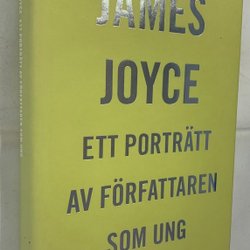 JAMES
JOYCE
ETT PORTRÄTT
AV FÖRFATTAREN
SOM UNG